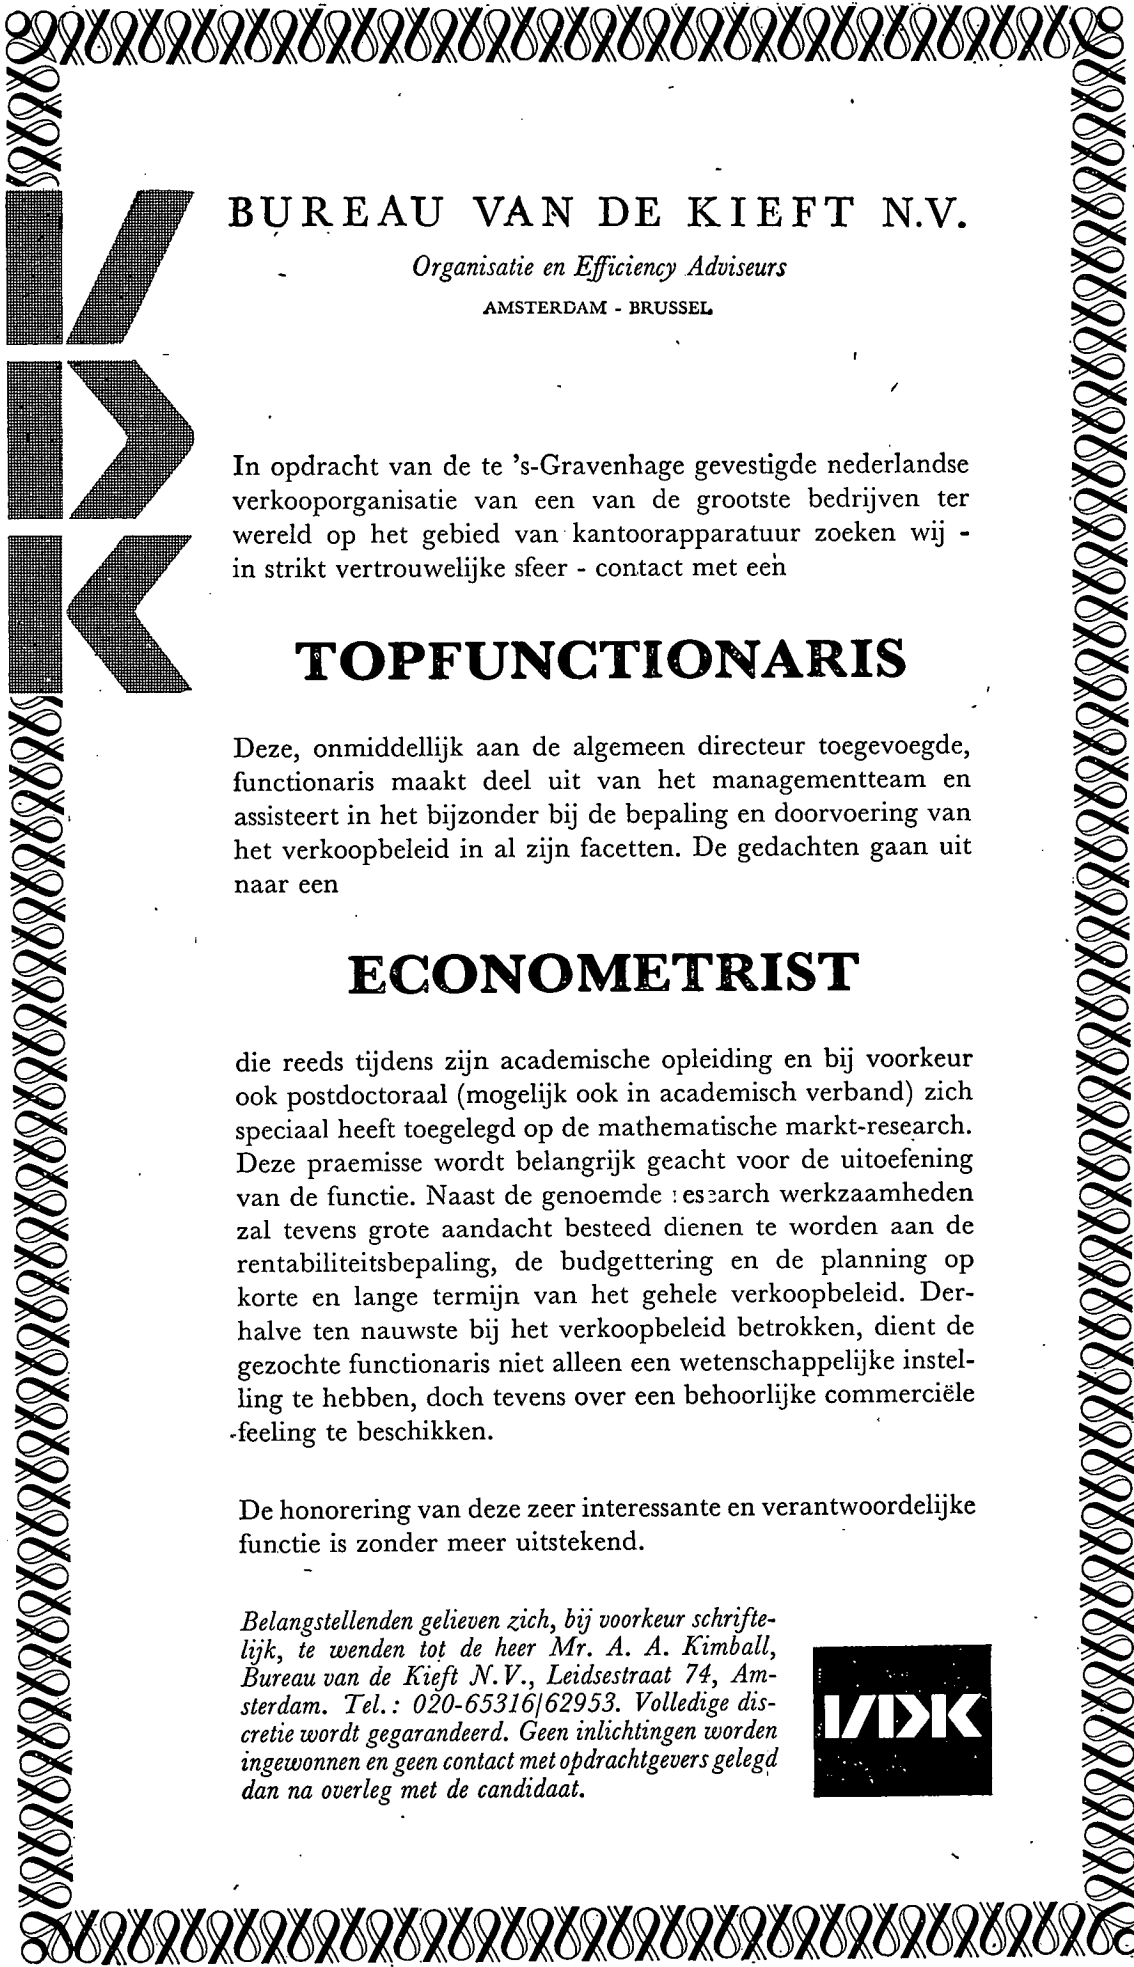 BUREAU VAN DE KIEFT N.V.
Organisatie en Efficiency Adviseurs
AMSTERDAM - BRUSSEL
VDK
In opdracht van de te 's-Gravenhage gevestigde nederlandse
verkooporganisatie van een van de grootste bedrijven ter
wereld op het gebied van kantoorapparatuur zoeken wij -
in strikt vertrouwelijke sfeer - contact met een
TOPFUNCTIONARIS
Deze, onmiddellijk aan de algemeen directeur toegevoegde,
functionaris maakt deel uit van het managementteam en
assisteert in het bijzonder bij de bepaling en doorvoering van
het verkoopbeleid in al zijn facetten. De gedachten gaan uit
naar een
ECONOMETRIST
die reeds tijdens zijn academische opleiding en bij voorkeur
ook postdoctoraal (mogelijk ook in academisch verband) zich
speciaal heeft toegelegd op de mathematische markt-research.
Deze praemisse wordt belangrijk geacht voor de uitoefening
van de functie. Naast de genoemde research werkzaamheden
zal tevens grote aandacht besteed dienen te worden aan de
rentabiliteitsbepaling, de budgettering en de planning op
korte en lange termijn van het gehele verkoopbeleid. Der-
halve ten nauwste bij het verkoopbeleid betrokken, dient de
gezochte functionaris niet alleen een wetenschappelijke instel-
ling te hebben, doch tevens over een behoorlijke commerciële
feeling te beschikken.
De honorering van deze zeer interessante en verantwoordelijke
functie is zonder meer uitstekend.
Belangstellenden gelieven zich, bij voorkeur schrifte-
lijk, te wenden tot de heer Mr. A. A. Kimball,
Bureau van de Kieft N.V., Leidsestraat 74, Am-
sterdam. Tel.: 020-65316/62953. Volledige dis-
cretie wordt gegarandeerd. Geen inlichtingen worden
ingewonnen en geen contact met opdrachtgevers gelegd
dan na overleg met de candidaat.
VDK